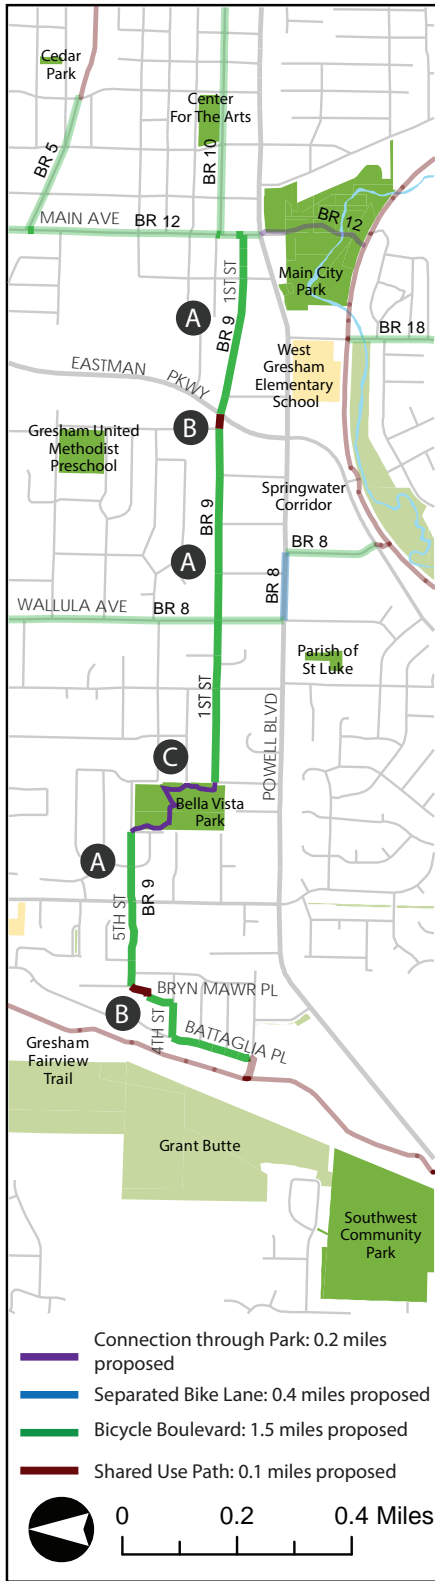 Cedar
Park
Center
For The Arts
BR 5
BR 10
MAIN AVE
BR 12
BR 12
Main City
Park
1ST ST
A
BR 9
BR 18
EASTMAN
PKWY
West
Gresham
Elementary
School
B
Gresham United
Methodist
Preschool
Springwater
Corridor
BR 9
BR 8
A
BR 8
WALLULA AVE
BR 8
Parish of
St Luke
1ST ST
POWELL BLVD
C
Bella Vista
Park
A
5TH ST
BR 9
BRYN MAWR PL
B
4TH ST
BATTAGLIA PL
Gresham
Fairview
Trail
Grant Butte
Southwest
Community
Park
Connection through Park: 0.2 miles
proposed
Separated Bike Lane: 0.4 miles proposed
Bicycle Boulevard: 1.5 miles proposed
Shared Use Path: 0.1 miles proposed
0 0.2 0.4 Miles